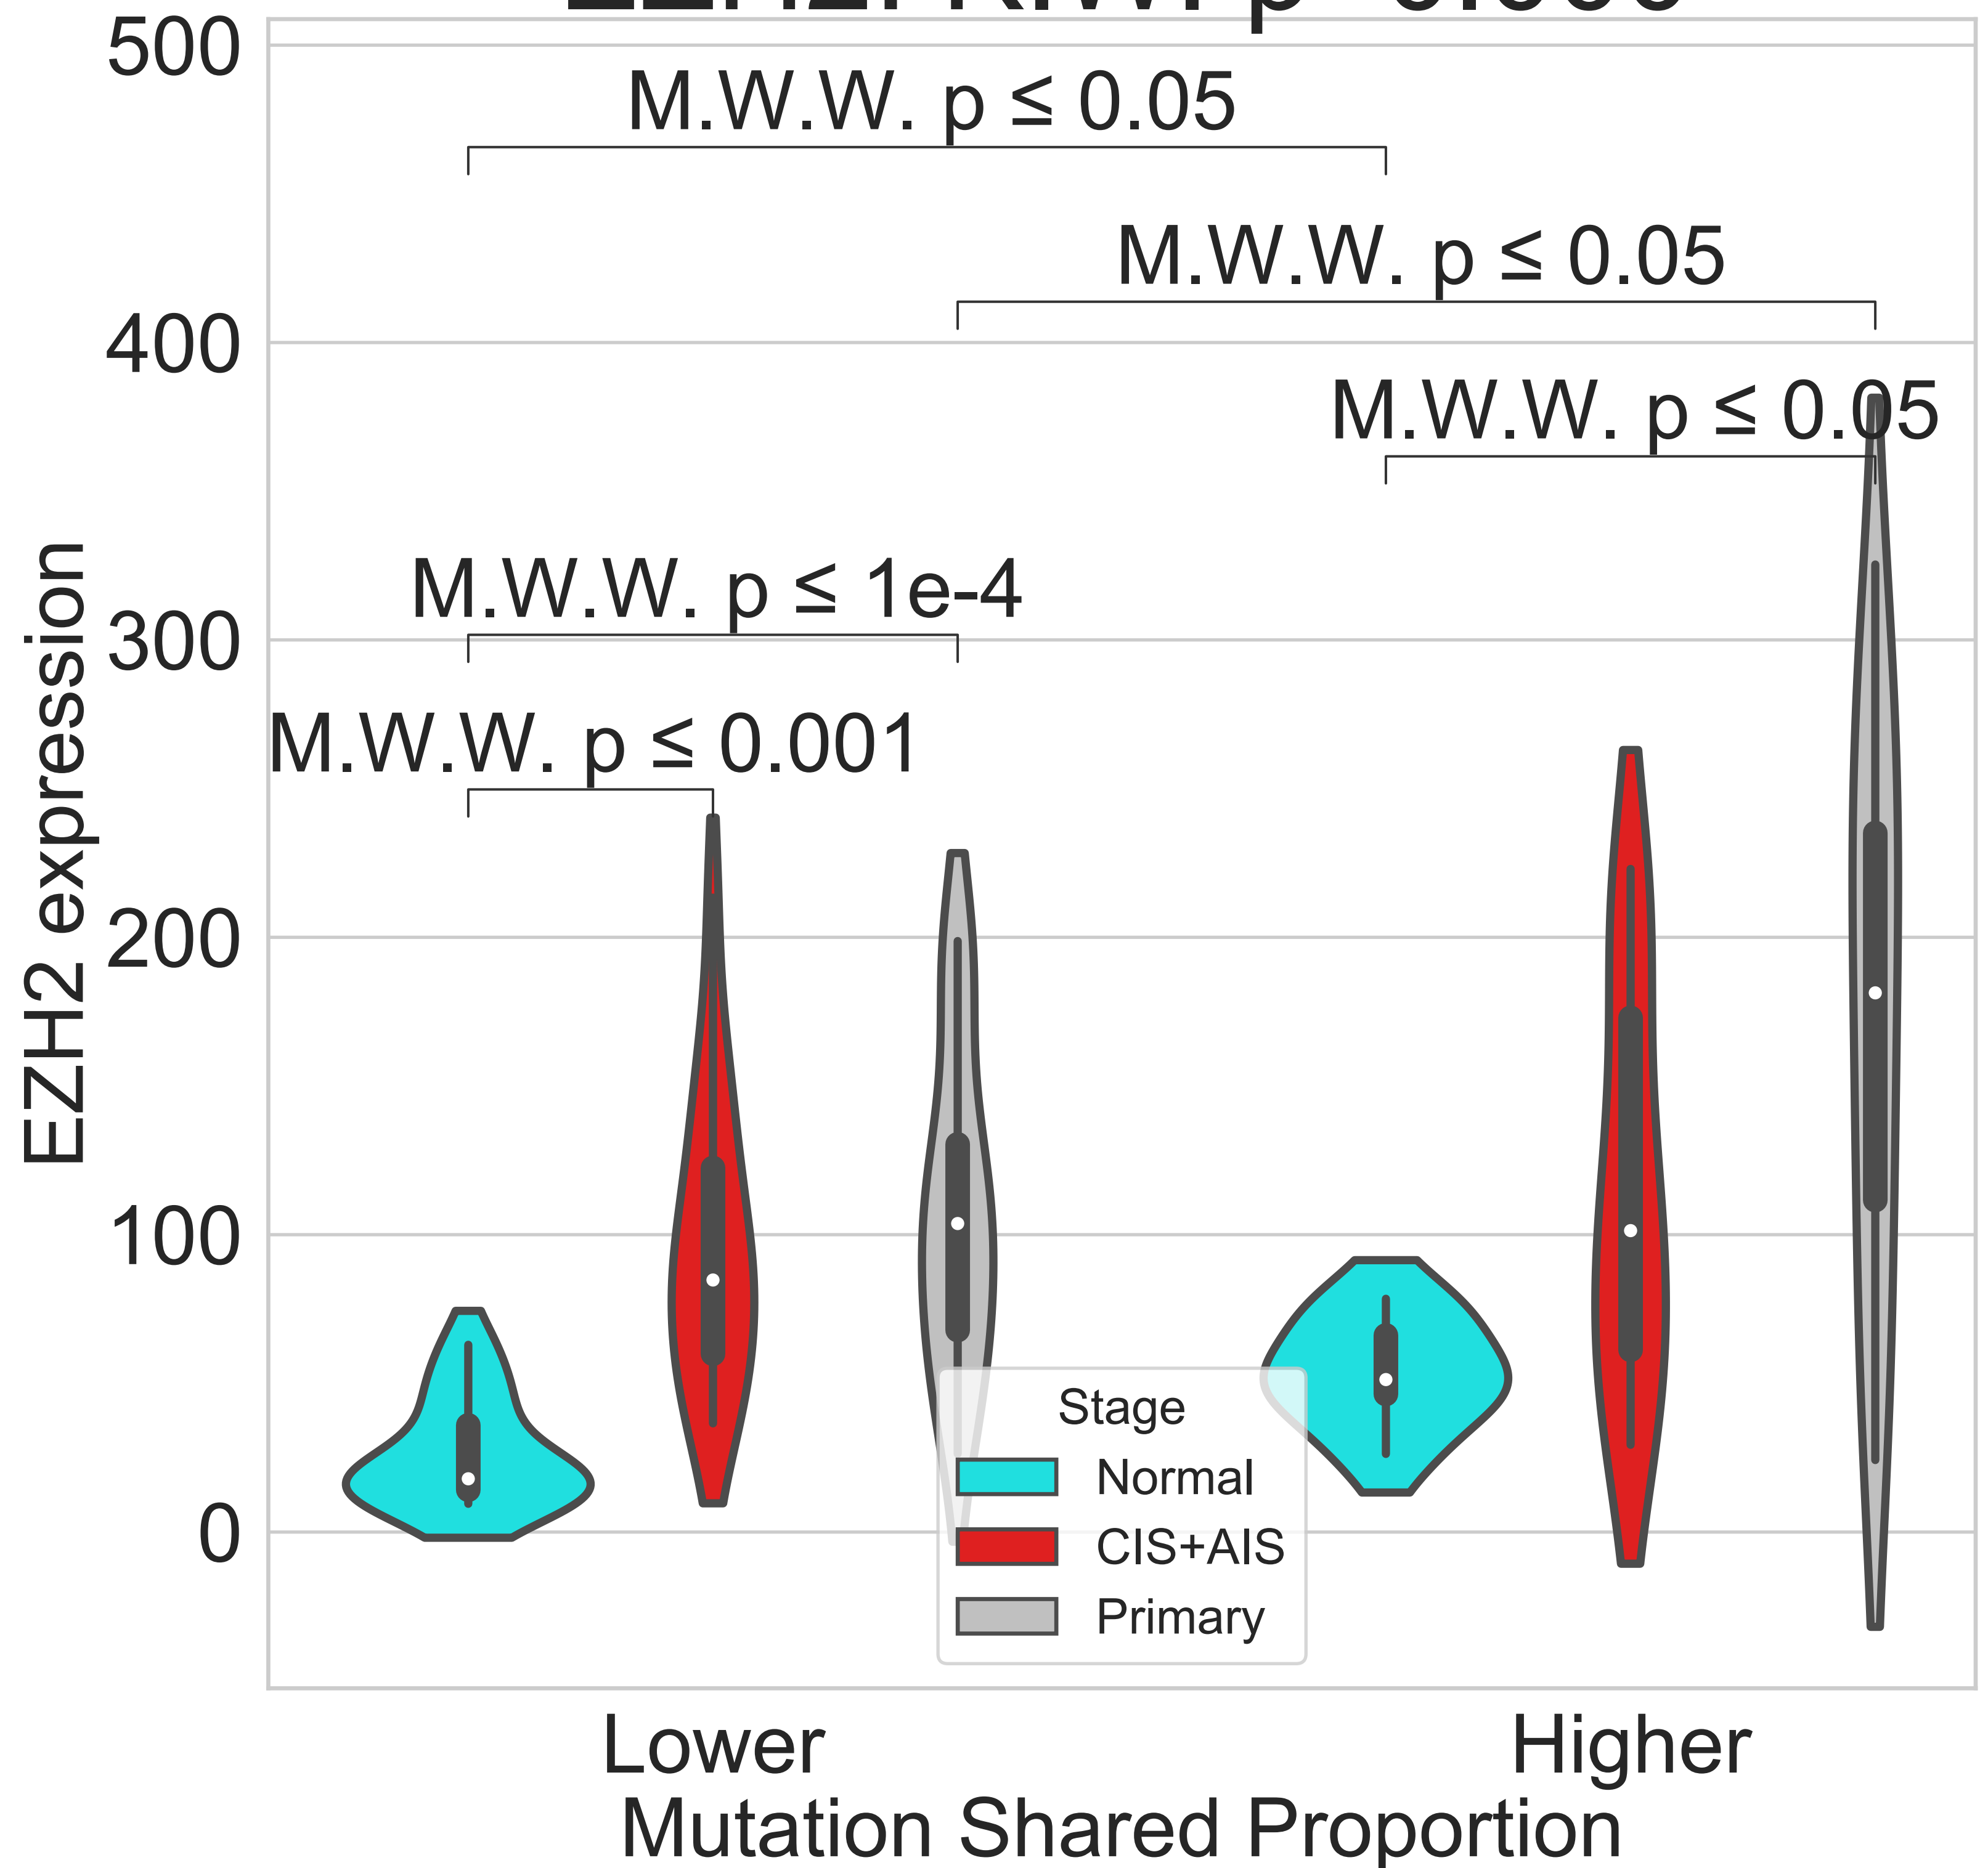 500
M.W.W. p ≤ 0.05
M.W.W. p ≤ 0.05
400
M.W.W. p ≤ 0.05
M.W.W. p ≤ 1e-4
300
M.W.W. p ≤ 0.001
EZH2 expression
200
100
0
Stage
Normal
CIS+AIS
Primary
Lower
Higher
Mutation Shared Proportion